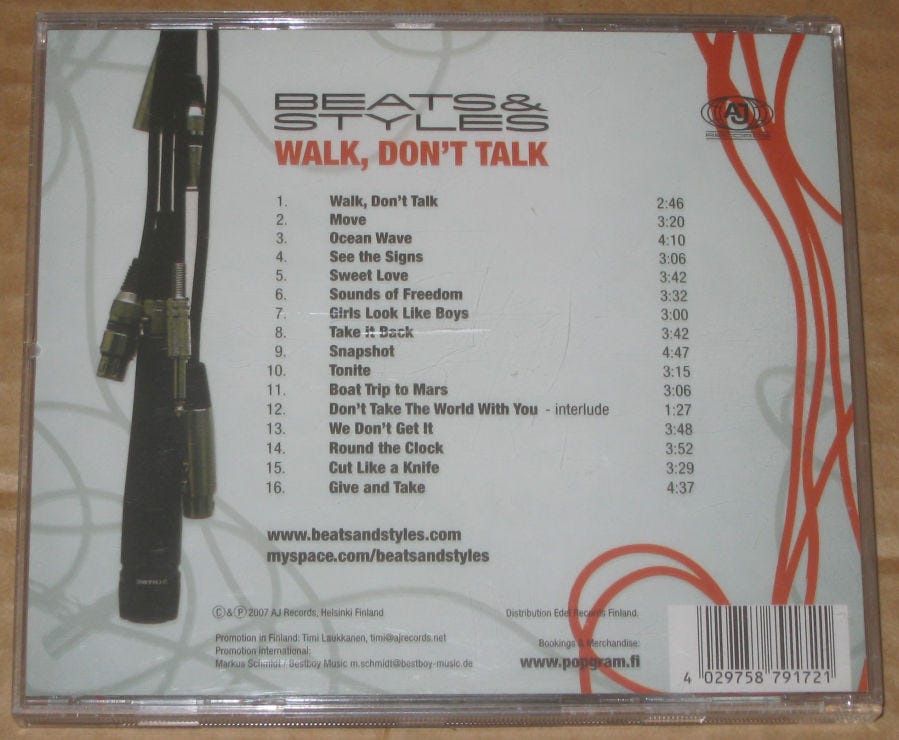 BEATS&
STYLES
WALK, DON'T TALK
AJ
1. Walk, Don't Talk 2:46
2. Move 3:20
3. Ocean Wave 4:10
4. See the Signs 3:06
5. Sweet Love 3:42
6. Sounds of Freedom 3:32
7. Girls Look Like Boys 3:00
8. Take it Back 3:42
9. Snapshot 4:47
10. Tonite 3:15
11. Boat Trip to Mars 3:06
12. Don't Take The World With You - interlude 1:27
13. We Don't Get It 3:48
14. Round the Clock 3:52
15. Cut Like a Knife 3:29
16. Give and Take 4:37
www.beatsandstyles.com
myspace.com/beatsandstyles
© & ℗ 2007 AJ Records, Helsinki Finland
Distribution Edel Records Finland.
Promotion in Finland: Timi Laukkanen, timi@ajrecords.net
Promotion international:
Markus Schmidt / Bestboy Music m.schmidt@bestboy-music.de
Bookings & Merchandise:
www.popgram.fi
4 029758 791721